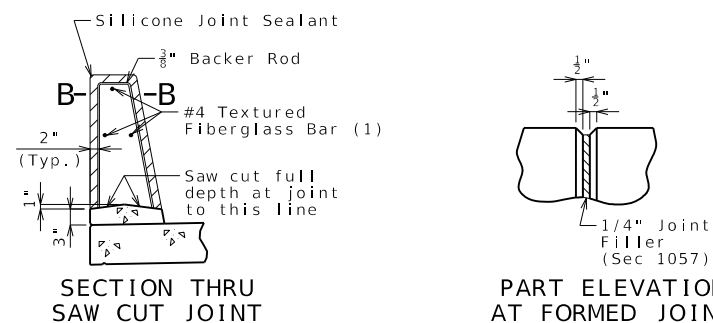 Silicone Joint Sealant
3/8" Backer Rod
B
B
#4 Textured
Fiberglass Bar (1)
2"
(Typ.)
Saw cut full
depth at joint
to this line
1"
3"
SECTION THRU
SAW CUT JOINT
1/2"
1/2"
1/4" Joint
Filler
(Sec 1057)
PART ELEVATION
AT FORMED JOIN